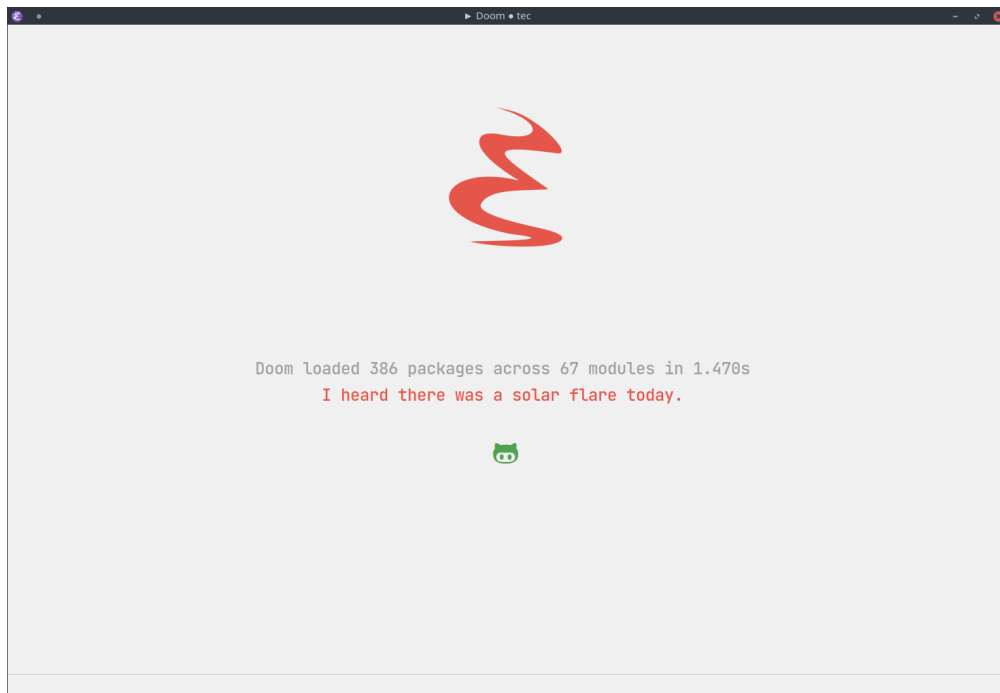 ▶ Doom ● tec
Doom loaded 386 packages across 67 modules in 1.470s
I heard there was a solar flare today.